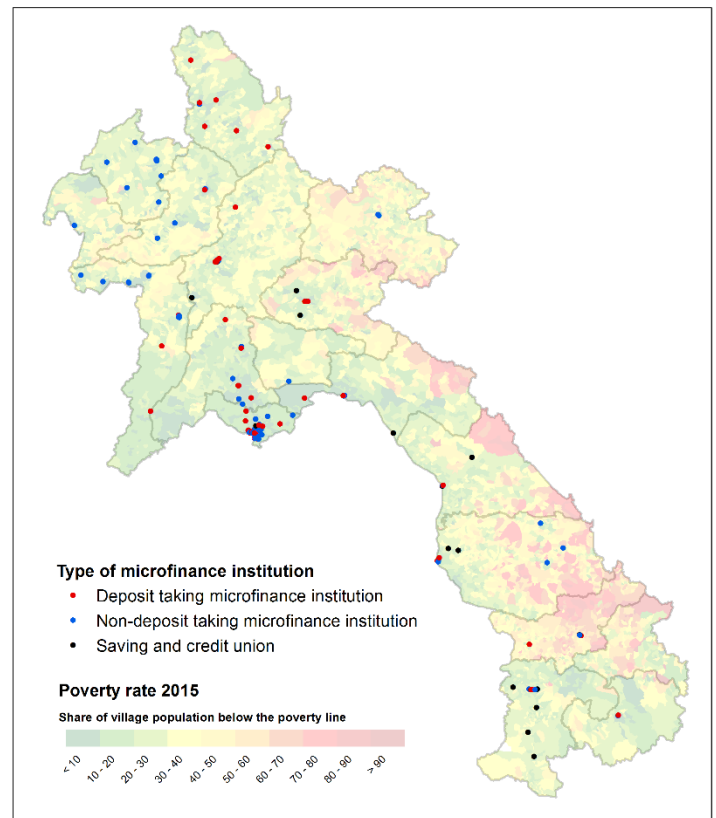 Type of microfinance institution
Deposit taking microfinance institution
Non-deposit taking microfinance institution
Saving and credit union
Poverty rate 2015
Share of village population below the poverty line
< 10
10 - 20
20 - 30
30 - 40
40 - 50
50 - 60
60 - 70
70 - 80
80 - 90
> 90